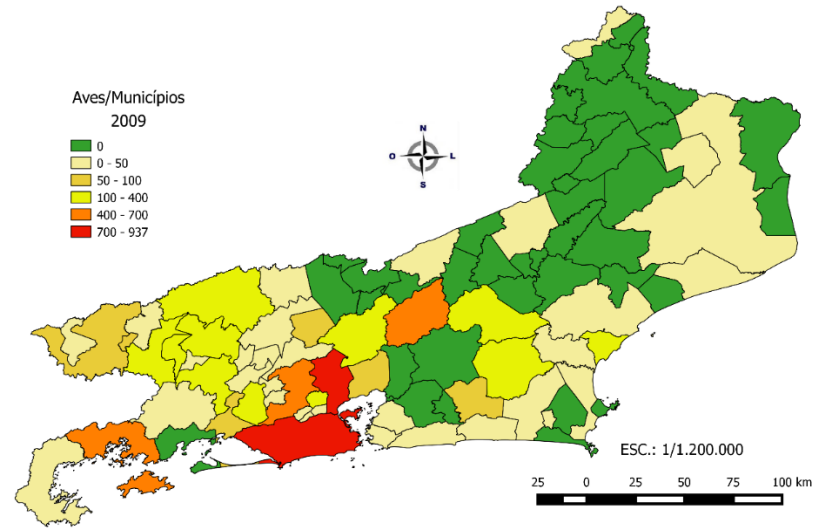 Aves/Municípios
2009
0
0 - 50
50 - 100
100 - 400
400 - 700
700 - 937
N
O L
S
ESC.: 1/1.200.000
25 0 25 50 75 100 km